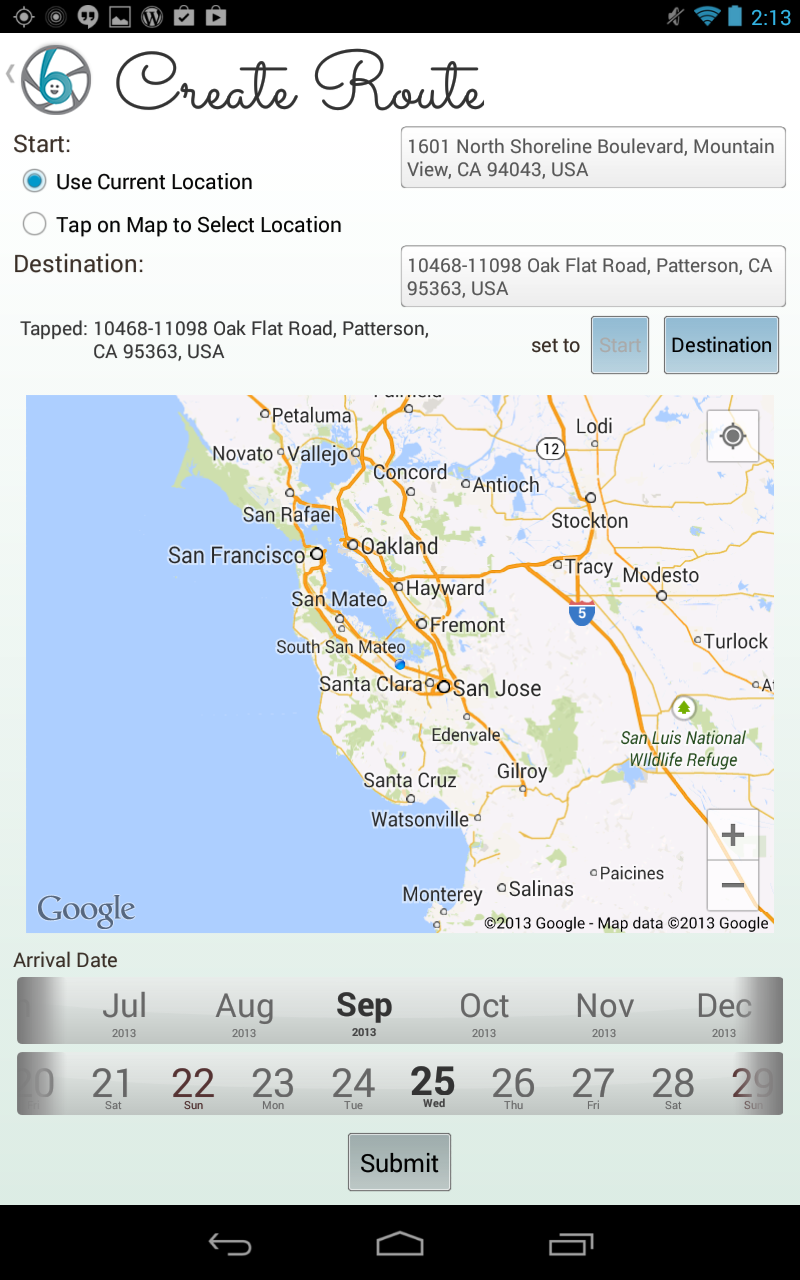 2:13
Create Route
Start:
1601 North Shoreline Boulevard, Mountain
View, CA 94043, USA
Use Current Location
Tap on Map to Select Location
Destination:
10468-11098 Oak Flat Road, Patterson, CA
95363, USA
Tapped: 10468-11098 Oak Flat Road, Patterson,
CA 95363, USA
set to
Start
Destination
Fairfield
Petaluma
Lodi
12
Novato
Vallejo
Concord
Antioch
San Rafael
Stockton
San Francisco
Oakland
Tracy
Modesto
Hayward
San Mateo
5
Fremont
Turlock
South San Mateo
Santa Clara
San Jose
At
Edenvale
San Luis National
WIldlife Refuge
Santa Cruz
Gilroy
Watsonville
+
−
Paicines
Monterey
Salinas
Google
©2013 Google - Map data ©2013 Google
Arrival Date
Jul Aug Sep Oct Nov Dec
2013 2013 2013 2013 2013 2013
20 21 22 23 24 25 26 27 28 29
Fri Sat Sun Mon Tue Wed Thu Fri Sat Sun
Submit